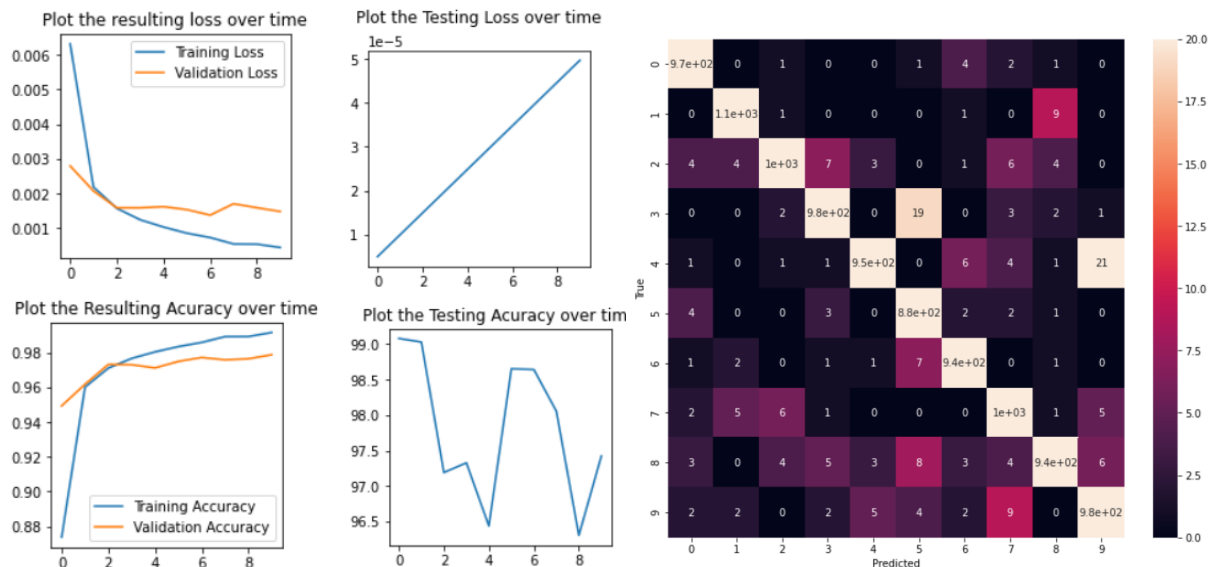 Plot the resulting loss over time
0.006
0.005
0.004
0.003
0.002
0.001
Training Loss
Validation Loss
0 2 4 6 8
Plot the Testing Loss over time
1e−5
5
4
3
2
1
0 2 4 6 8
Plot the Resulting Acuracy over time
0.98
0.96
0.94
0.92
0.90
0.88
Training Accuracy
Validation Accuracy
0 2 4 6 8
Plot the Testing Acuracy over tim
99.0
98.5
98.0
97.5
97.0
96.5
0 2 4 6 8
True
0 9.7e+02 0 1 0 0 1 4 2 1 0
1 0 1.1e+03 1 0 0 0 1 0 9 0
2 4 4 1e+03 7 3 0 1 6 4 0
3 0 0 2 9.8e+02 0 19 0 3 2 1
4 1 0 1 1 9.5e+02 0 6 4 1 21
5 4 0 0 3 0 8.8e+02 2 2 1 0
6 1 2 0 1 1 7 9.4e+02 0 1 0
7 2 5 6 1 0 0 0 1e+03 1 5
8 3 0 4 5 3 8 3 4 9.4e+02 6
9 2 2 0 2 5 4 2 9 0 9.8e+02
0 1 2 3 4 5 6 7 8 9
Predicted
20.0
17.5
15.0
12.5
10.0
7.5
5.0
2.5
0.0